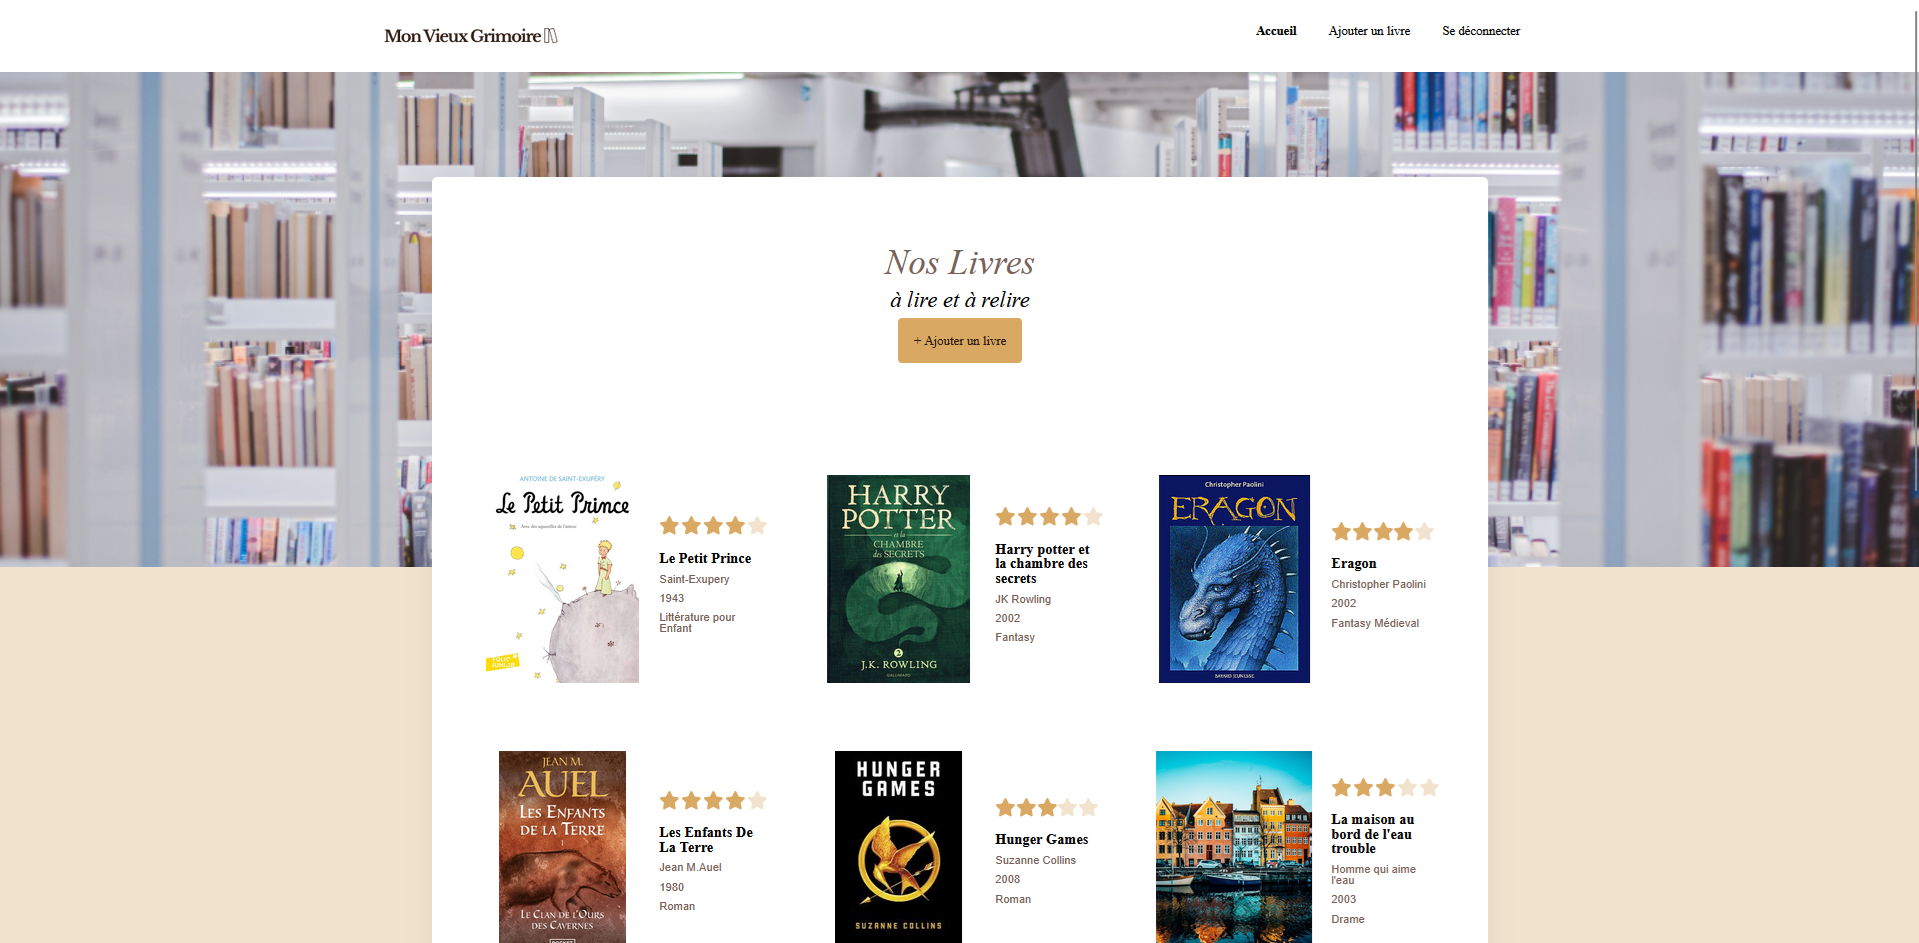 Mon Vieux Grimoire
Accueil
Ajouter un livre
Se déconnecter
Nos Livres
à lire et à relire
+ Ajouter un livre
ANTOINE DE SAINT-EXUPÉRY
Le Petit Prince
Avec des aquarelles de l'auteur
FOLIO
JUNIOR
Le Petit Prince
Saint-Exupery
1943
Littérature pour
Enfant
HARRY
POTTER
et la
CHAMBRE
des SECRETS
2
J.K. ROWLING
GALLIMARD
Harry potter et
la chambre des
secrets
JK Rowling
2002
Fantasy
Christopher Paolini
ERAGON
BAYARD JEUNESSE
Eragon
Christopher Paolini
2002
Fantasy Médieval
JEAN M.
AUEL
LES ENFANTS
DE LA TERRE
I
LE CLAN DE L'OURS
DES CAVERNES
POCKET
Les Enfants De
La Terre
Jean M.Auel
1980
Roman
HUNGER
GAMES
SUZANNE COLLINS
Hunger Games
Suzanne Collins
2008
Roman
La maison au
bord de l'eau
trouble
Homme qui aime
l'eau
2003
Drame